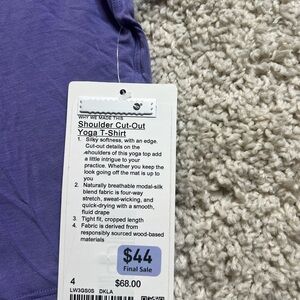 WHY WE MADE THIS
Shoulder Cut-Out
Yoga T-Shirt
1. Silky softness, with an edge.
Cut-out details on the
shoulders of this yoga top add
a little intrigue to your
practice. Whether you keep the
look going off the mat is up to
you
2. Naturally breathable modal-silk
blend fabric is four-way
stretch, sweat-wicking, and
quick-drying with a smooth,
fluid drape
3. Tight fit, cropped length
4. Fabric is derived from
responsibly sourced wood-based
materials
$44
Final Sale
4 $68.00
LW3GS0S DKLA